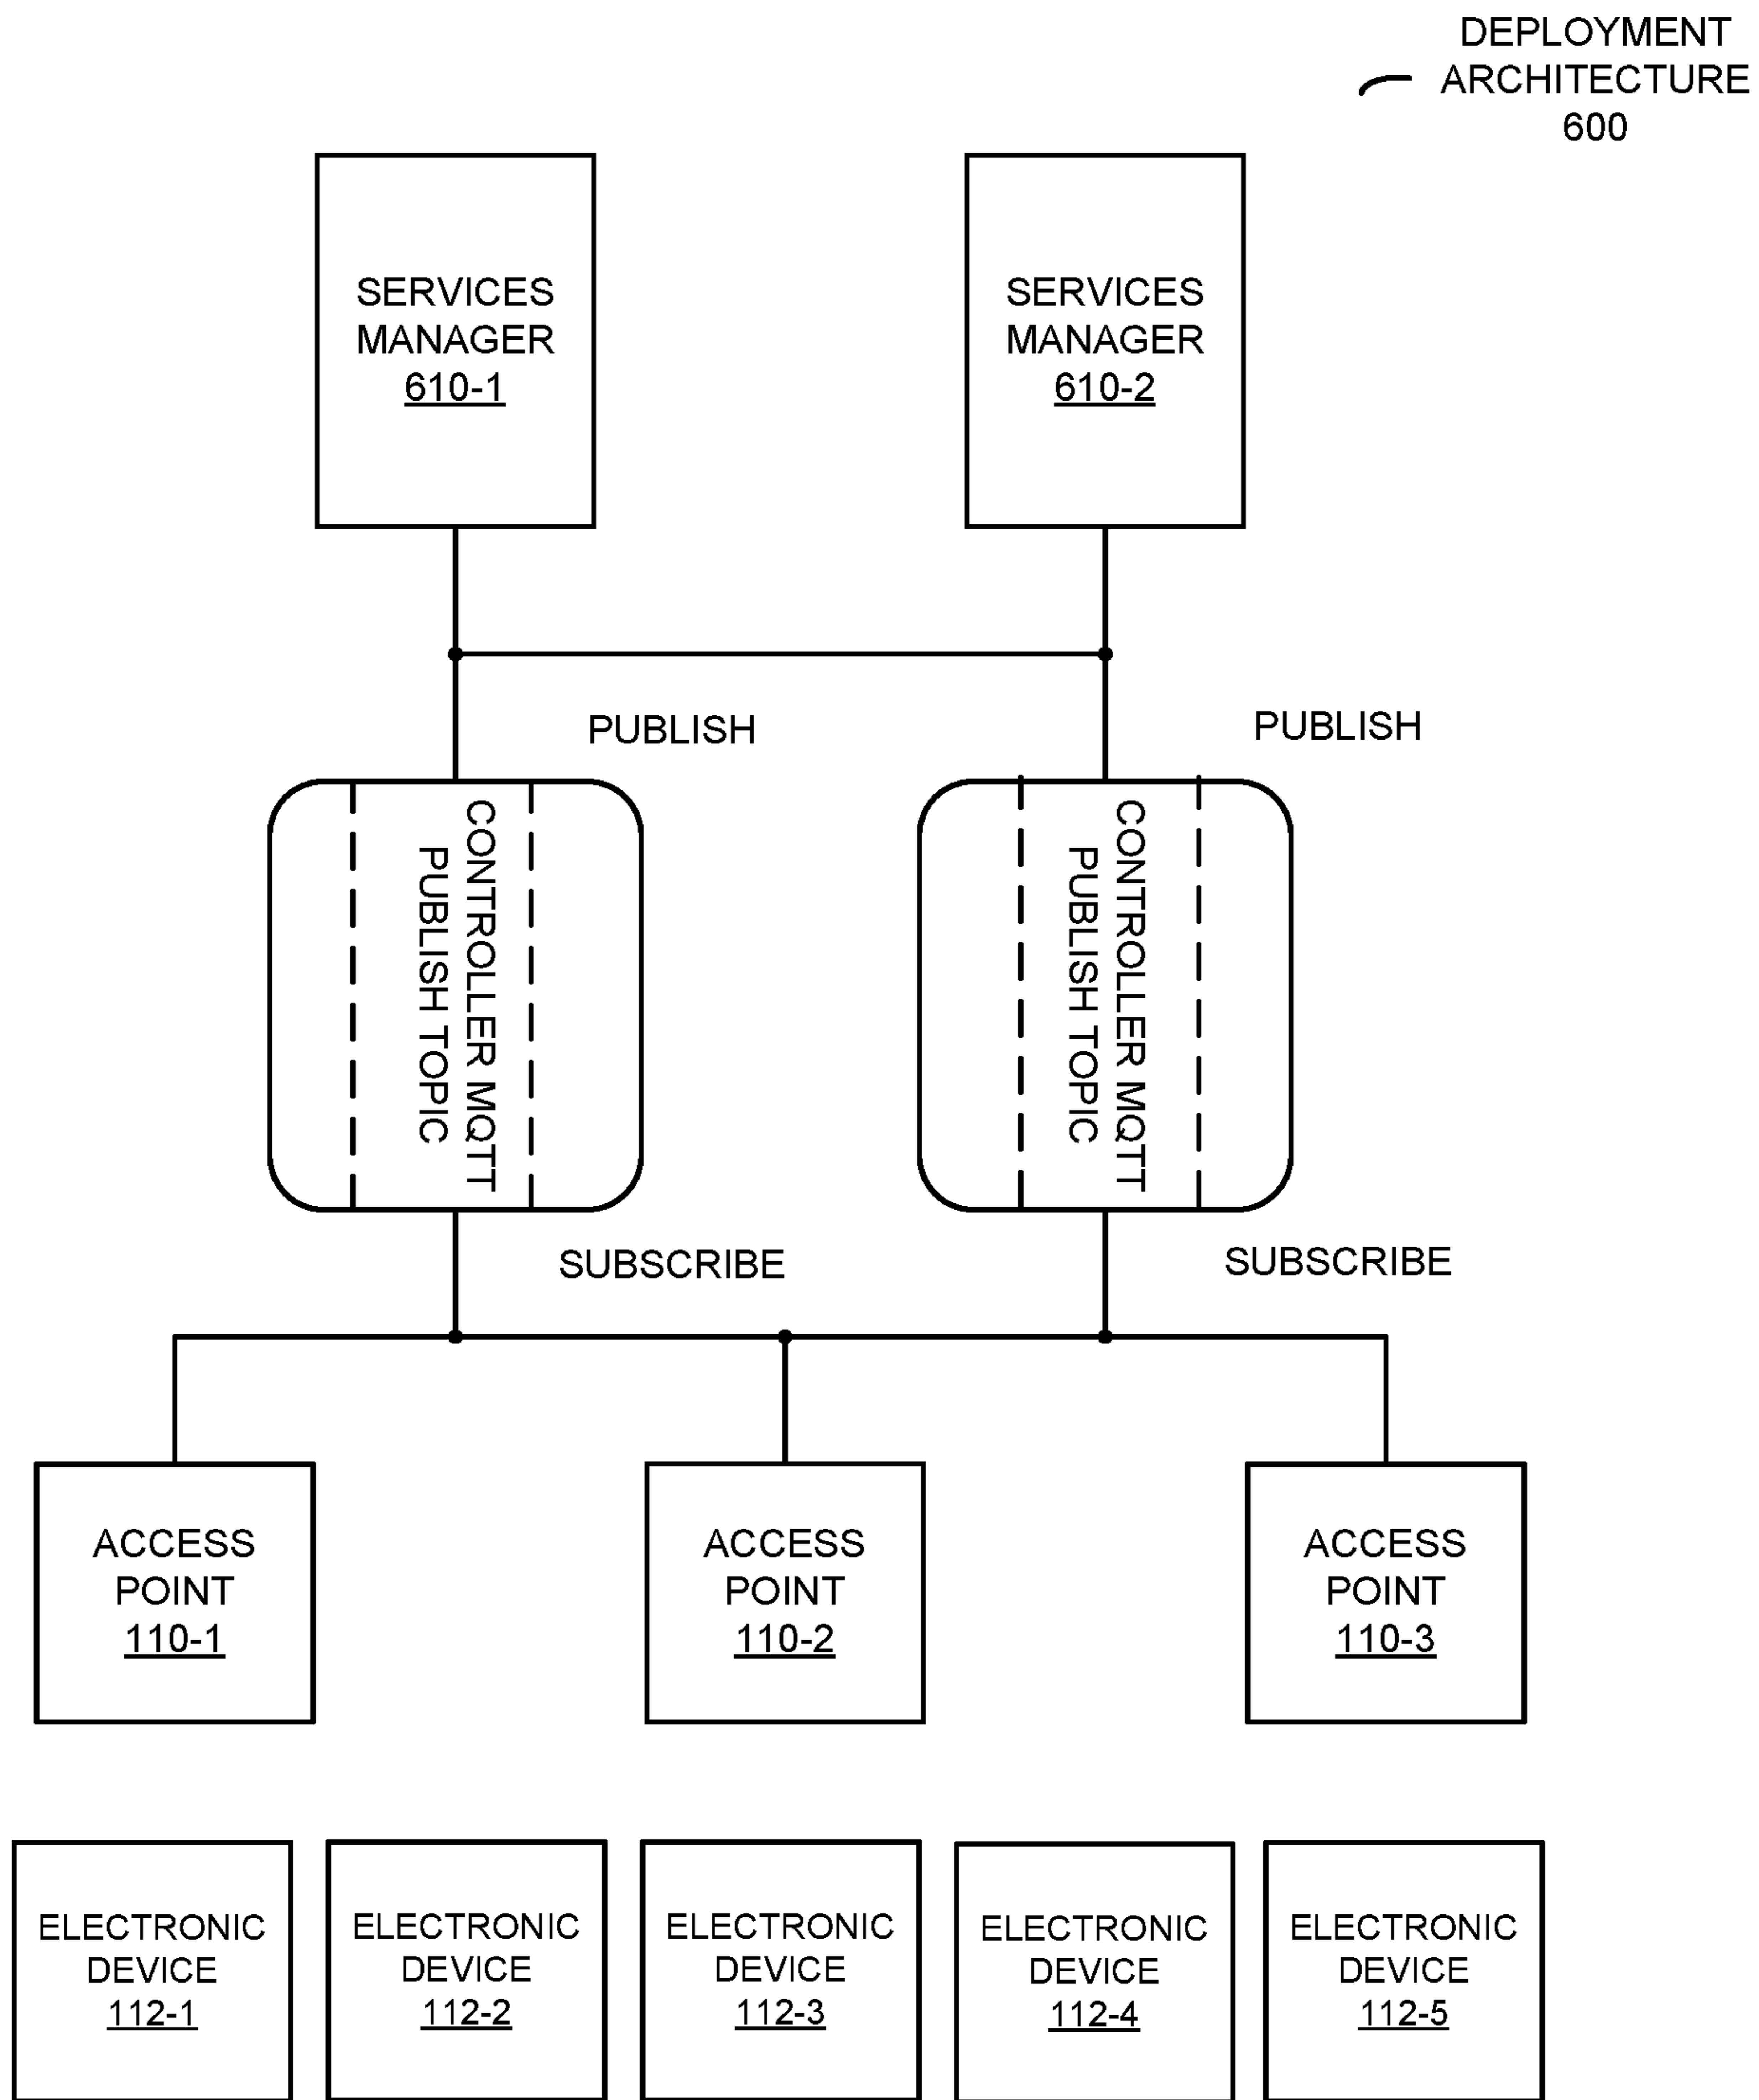 DEPLOYMENT
ARCHITECTURE
600
SERVICES
MANAGER
610-1
SERVICES
MANAGER
610-2
PUBLISH
PUBLISH
CONTROLLER MQTT
PUBLISH TOPIC
CONTROLLER MQTT
PUBLISH TOPIC
SUBSCRIBE
SUBSCRIBE
ACCESS
POINT
110-1
ACCESS
POINT
110-2
ACCESS
POINT
110-3
ELECTRONIC
DEVICE
112-1
ELECTRONIC
DEVICE
112-2
ELECTRONIC
DEVICE
112-3
ELECTRONIC
DEVICE
112-4
ELECTRONIC
DEVICE
112-5